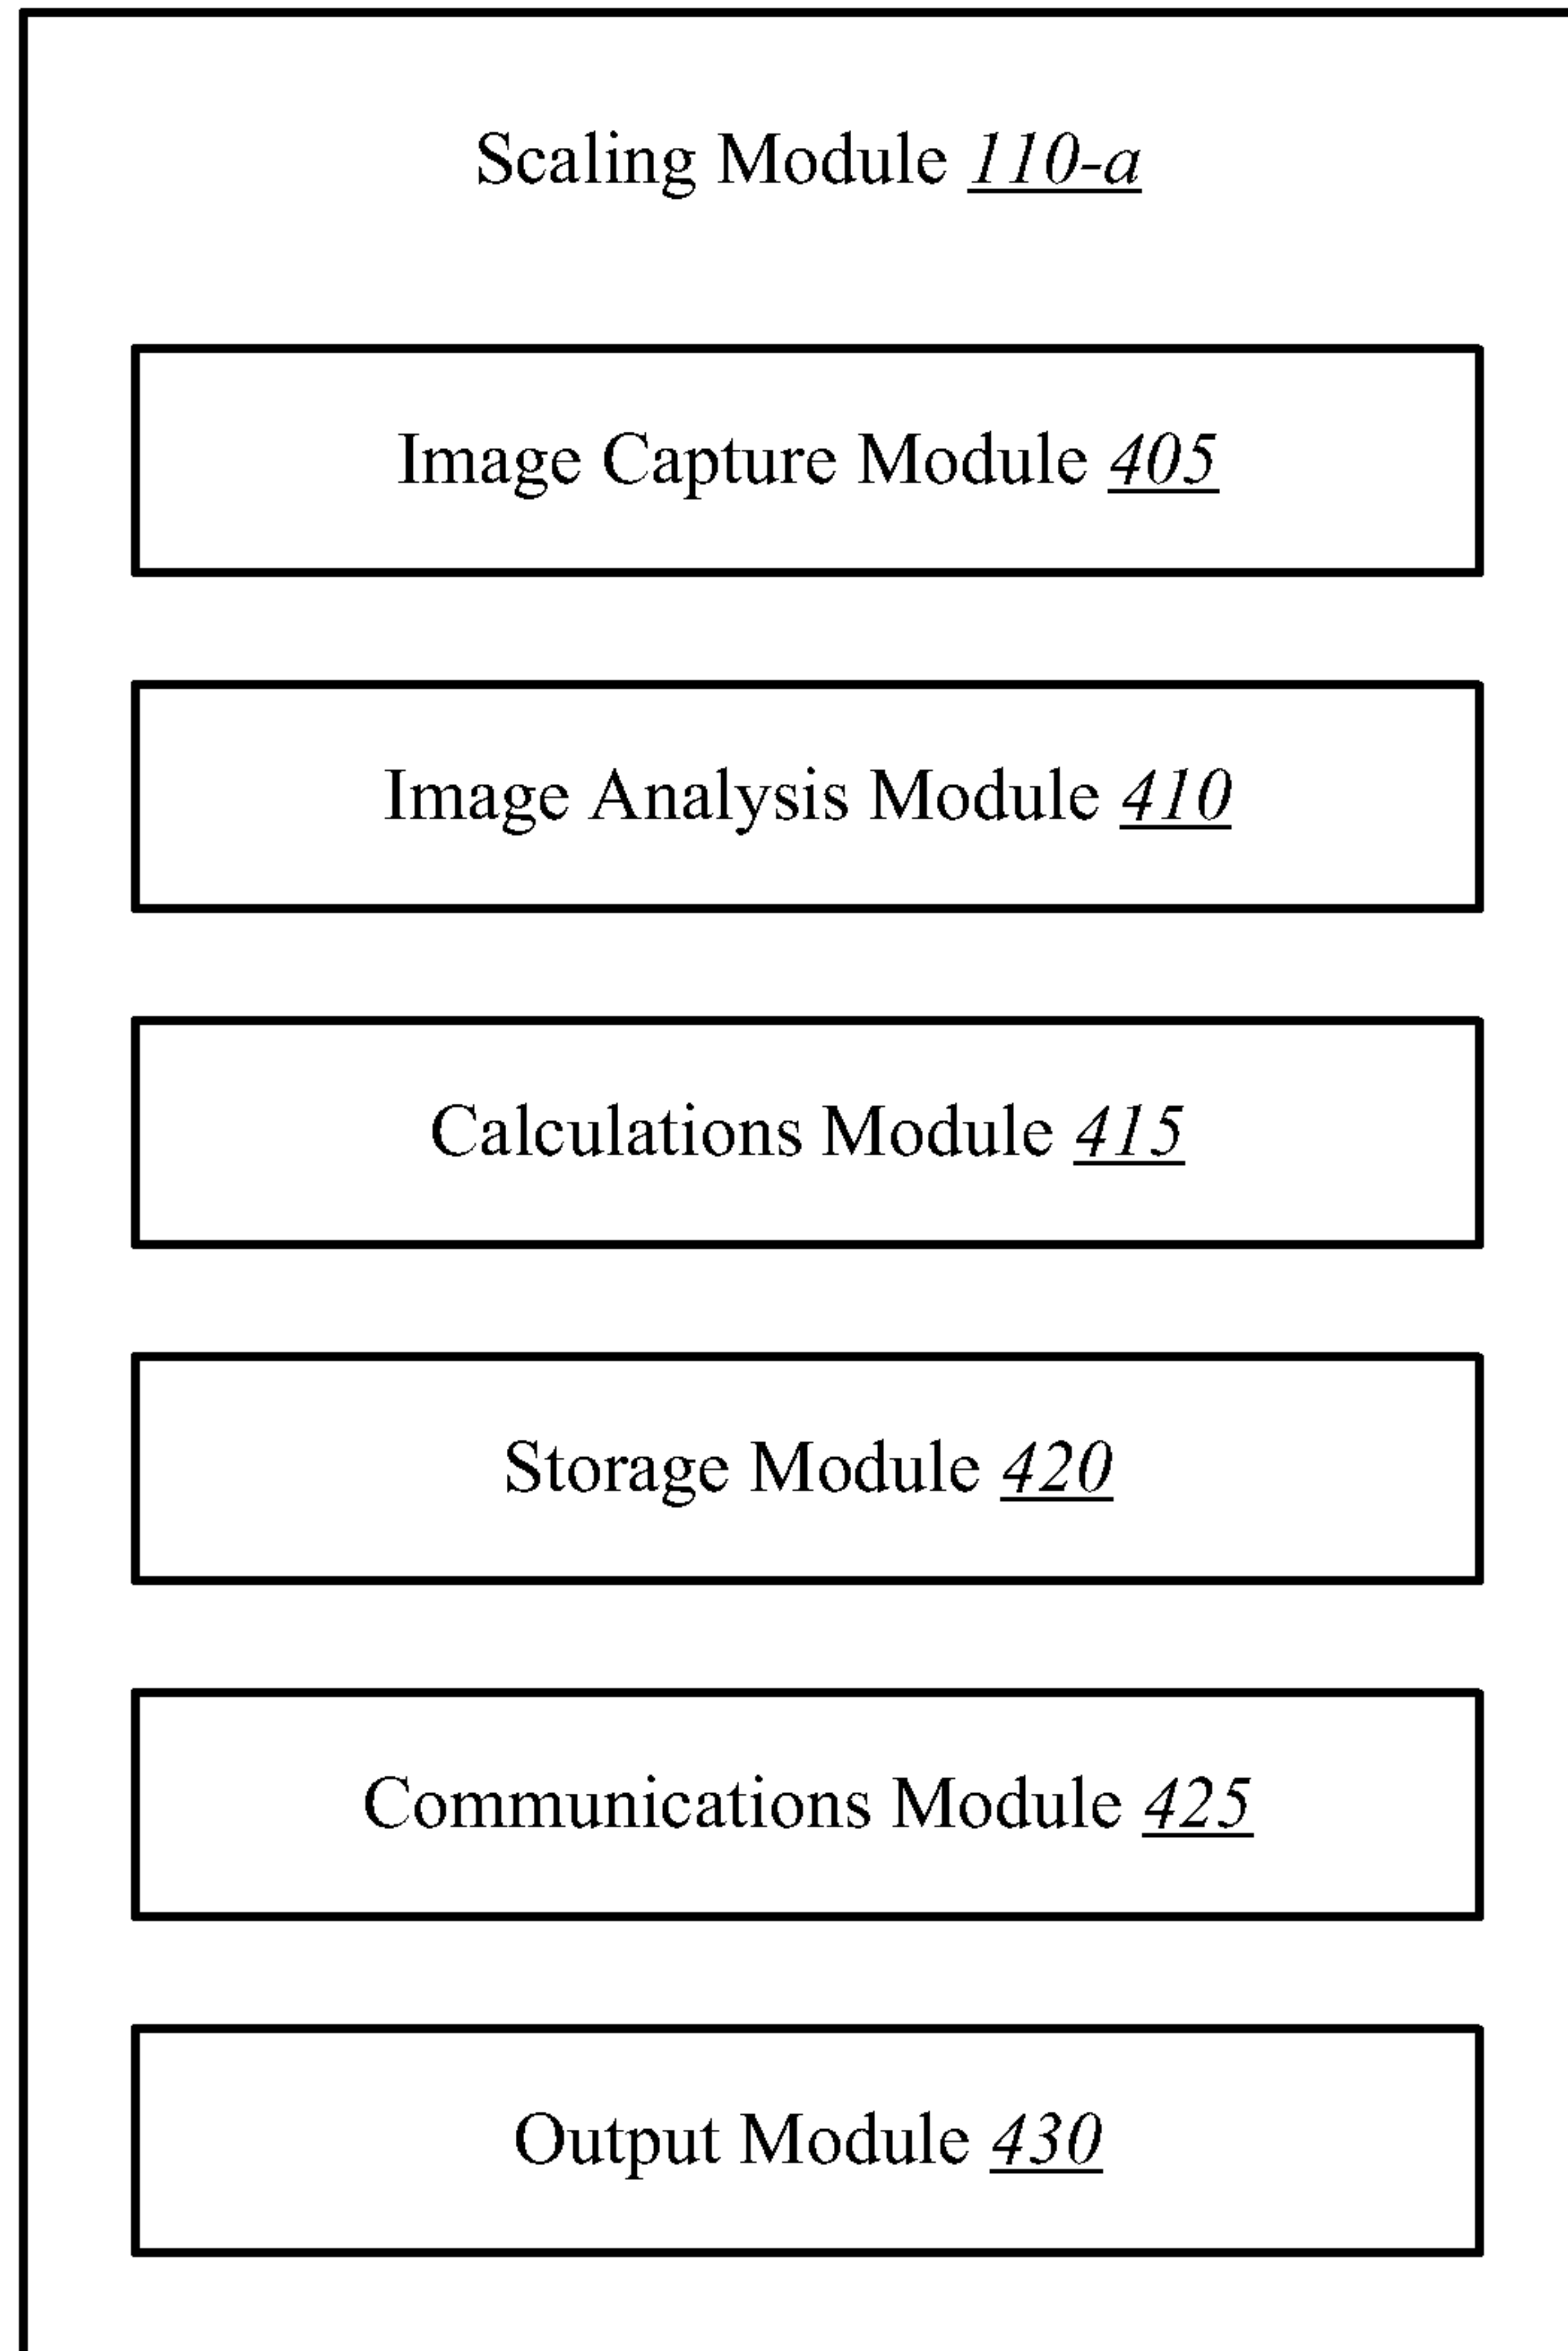 Scaling Module 110-a
Image Capture Module 405
Image Analysis Module 410
Calculations Module 415
Storage Module 420
Communications Module 425
Output Module 430